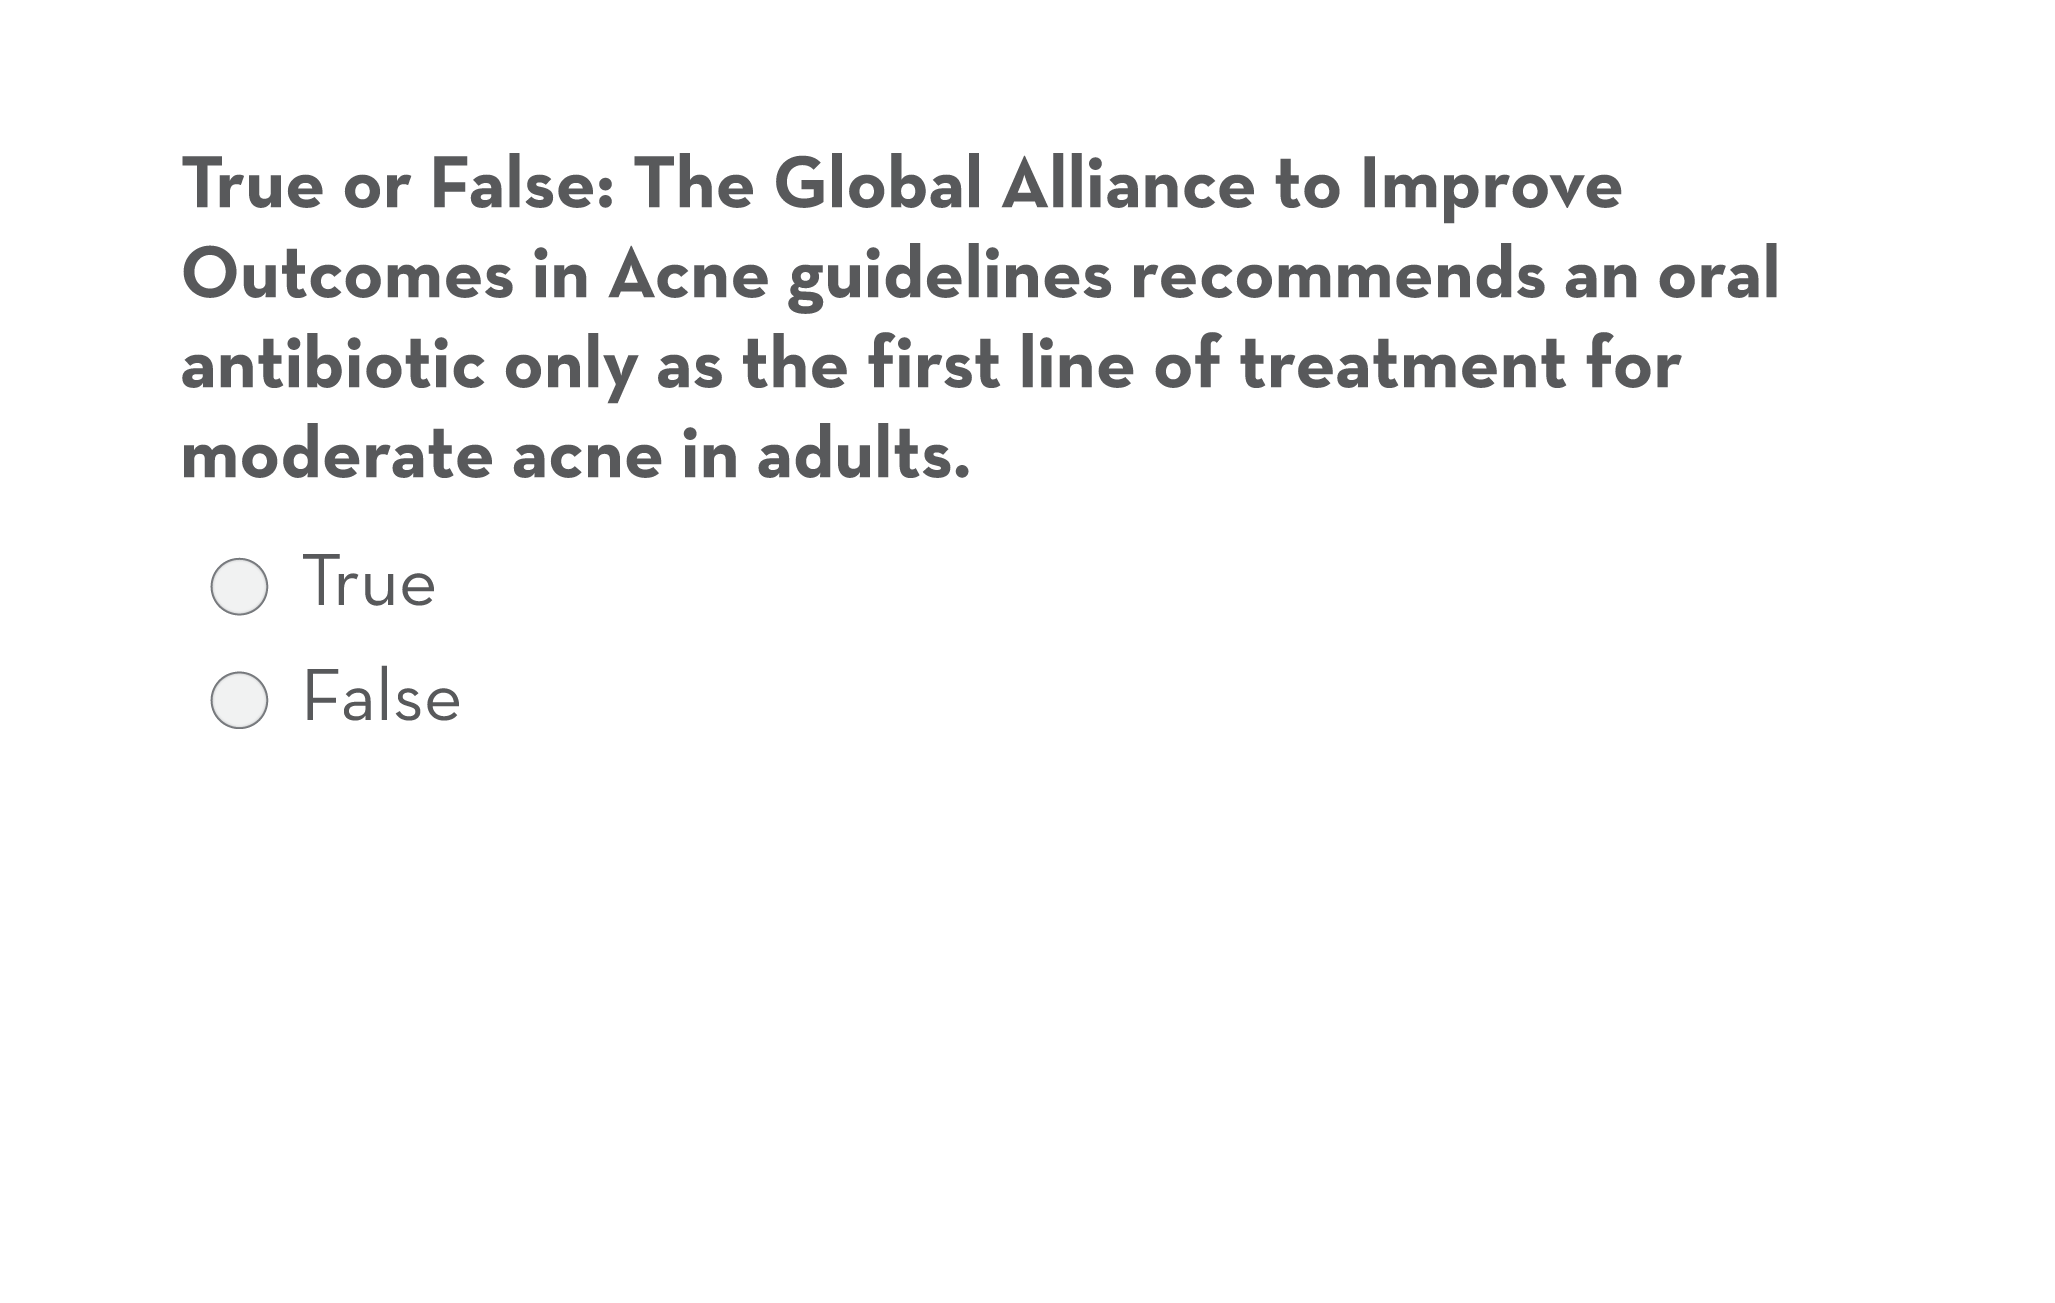 True or False: The Global Alliance to Improve
Outcomes in Acne guidelines recommends an oral
antibiotic only as the first line of treatment for
moderate acne in adults.
True
False